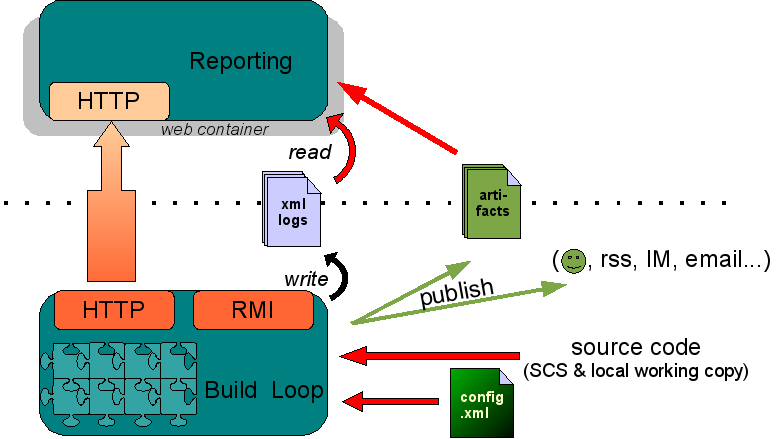 Reporting
HTTP
web container
read
xml
logs
arti-
facts
write
publish
(, rss, IM, email...)
HTTP
RMI
Build Loop
source code
(SCS & local working copy)
config
.xml